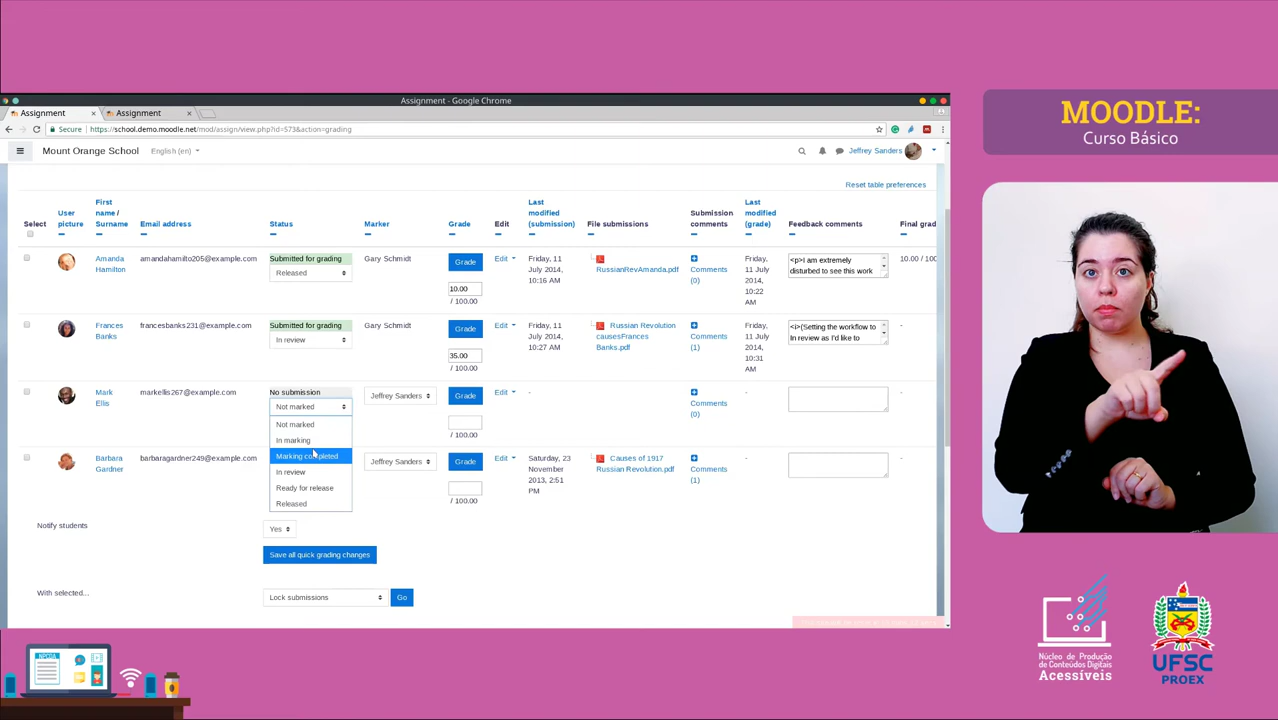 Assignment - Google Chrome
Assignment
Assignment
Secure https://school.demo.moodle.net/mod/assign/view.php?id=573&action=grading
Mount Orange School English (en) Jeffrey Sanders
Reset table preferences
Select
User picture
First name / Surname
Email address
Status
Marker
Grade
Edit
Last modified (submission)
File submissions
Submission comments
Last modified (grade)
Feedback comments
Final grad
Amanda Hamilton
amandahamilto205@example.com
Submitted for grading
Released
Gary Schmidt
Grade
10.00
/ 100.00
Edit
Friday, 11 July 2014, 10:16 AM
RussianRevAmanda.pdf
Comments (0)
Friday, 11 July 2014, 10:22 AM
<p>I am extremely
disturbed to see this work
10.00 / 100
Frances Banks
francesbanks231@example.com
Submitted for grading
In review
Gary Schmidt
Grade
35.00
/ 100.00
Edit
Friday, 11 July 2014, 10:27 AM
Russian Revolution
causesFrances
Banks.pdf
Comments (1)
Friday, 11 July 2014, 10:31 AM
<i>(Setting the workflow to
In review as I'd like to
-
Mark Ellis
markellis267@example.com
No submission
Not marked
Not marked
In marking
Marking completed
In review
Ready for release
Released
Jeffrey Sanders
Grade
/ 100.00
Edit
-
Comments (0)
-
-
Barbara Gardner
barbaragardner249@example.com
Jeffrey Sanders
Grade
/ 100.00
Edit
Saturday, 23 November 2013, 2:51 PM
Causes of 1917
Russian Revolution.pdf
Comments (1)
-
-
Notify students
Yes
Save all quick grading changes
With selected...
Lock submissions
Go
MOODLE:
Curso Básico
Núcleo de Produção
de Conteúdos Digitais
Acessíveis
UFSC
PROEX
NPCDA